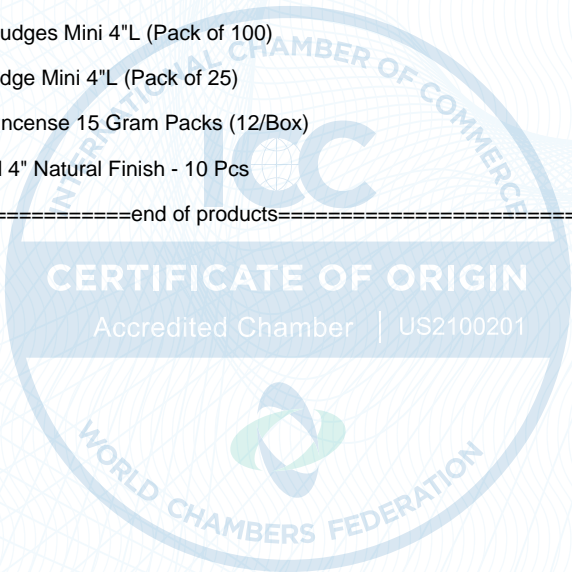 udges Mini 4"L (Pack of 100)
dge Mini 4"L (Pack of 25)
ncense 15 Gram Packs (12/Box)
4" Natural Finish - 10 Pcs
===========end of products========================
INTERNATIONAL CHAMBER OF COMMERCE
ICC
CERTIFICATE OF ORIGIN
Accredited Chamber | US2100201
WORLD CHAMBERS FEDERATION